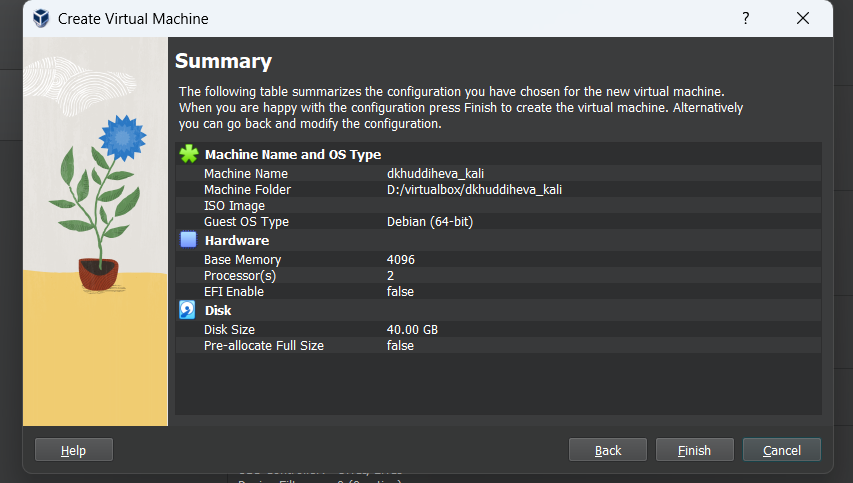 Create Virtual Machine
?
Summary
The following table summarizes the configuration you have chosen for the new virtual machine.
When you are happy with the configuration press Finish to create the virtual machine. Alternatively
you can go back and modify the configuration.
Machine Name and OS Type
Machine Name dkhuddiheva_kali
Machine Folder D:/virtualbox/dkhuddiheva_kali
ISO Image
Guest OS Type Debian (64-bit)
Hardware
Base Memory 4096
Processor(s) 2
EFI Enable false
Disk
Disk Size 40.00 GB
Pre-allocate Full Size false
Help Back Finish Cancel